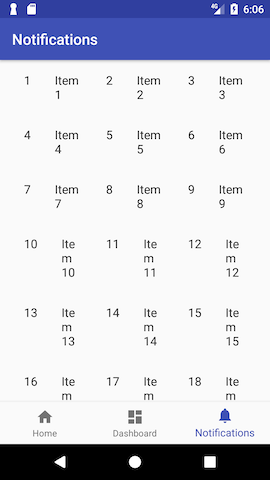 4G 6:06
Notifications
1 Item 2 Item 3 Item
1 2 3
4 Item 5 Item 6 Item
4 5 6
7 Item 8 Item 9 Item
7 8 9
10 Ite 11 Ite 12 Ite
m m m
10 11 12
13 Ite 14 Ite 15 Ite
m m m
13 14 15
16 Ite 17 Ite 18 Ite
m m m
Home Dashboard Notifications